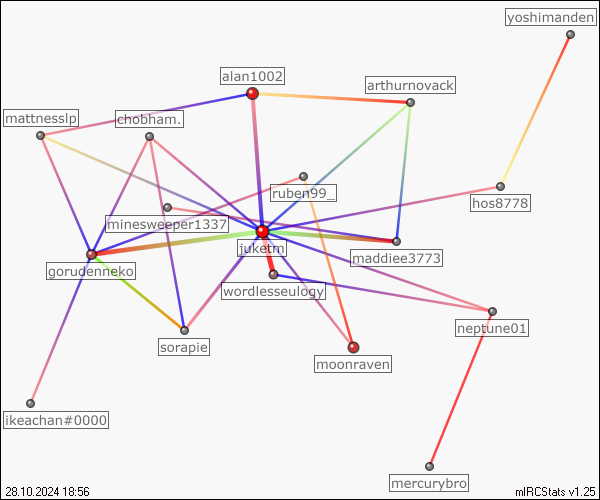 yoshimanden
alan1002
arthurnovack
mattnesslp
chobham.
ruben99_
hos8778
minesweeper1337
juketm
maddiee3773
gorudenneko
wordlesseulogy
neptune01
sorapie
moonraven
ikeachan#0000
mercurybro
28.10.2024 18:56
mIRCStats v1.25